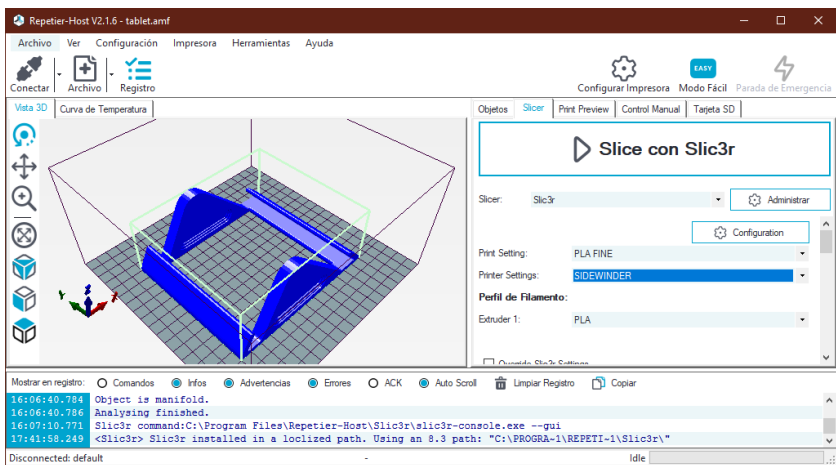 Repetier-Host V2.1.6 - tablet.amf
Archivo Ver Configuración Impresora Herramientas Ayuda
Conectar Archivo Registro Configurar Impresora EASY Modo Fácil Parada de Emergencia
Vista 3D Curva de Temperatura
Objetos Slicer Print Preview Control Manual Tarjeta SD
Slice con Slic3r
Slicer: Slic3r Administrar
Configuration
Print Setting: PLA FINE
Printer Settings: SIDEWINDER
Perfil de Filamento:
Extruder 1: PLA
Override Slic3r Settings
Mostrar en registro: Comandos Infos Advertencias Errores ACK Auto Scroll Limpiar Registro Copiar
16:06:40.784 Object is manifold.
16:06:40.786 Analysing finished.
16:07:10.771 Slic3r command:C:\Program Files\Repetier-Host\Slic3r\slic3r-console.exe --gui
17:41:58.249 <Slic3r> Slic3r installed in a loclized path. Using an 8.3 path: "C:\PROGRA~1\REPETI~1\Slic3r\"
Disconnected: default - Idle